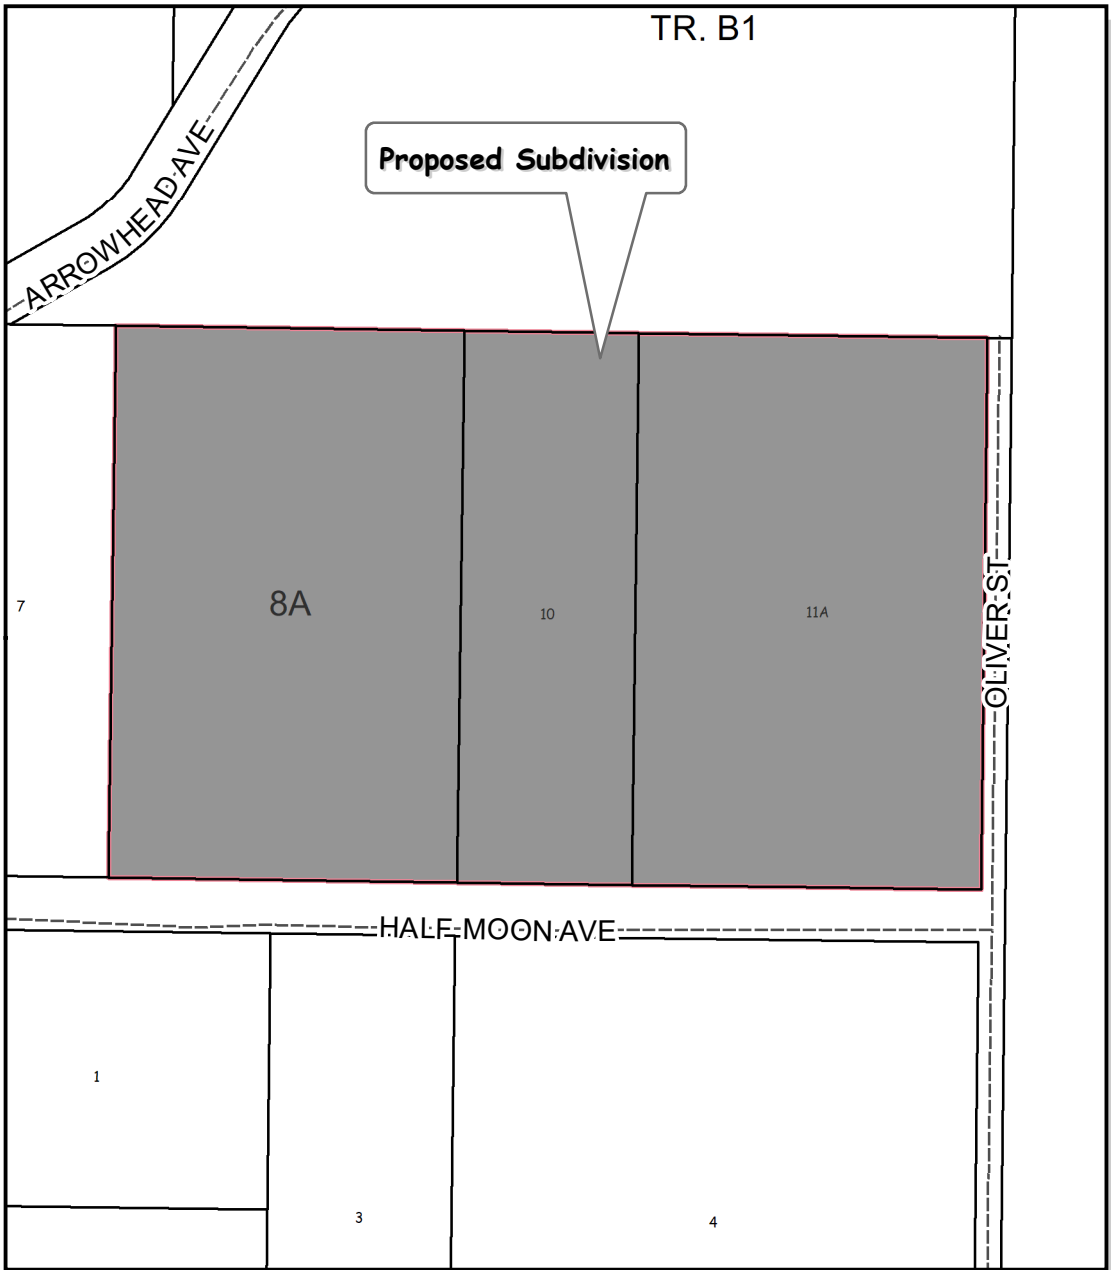 TR. B1
Proposed Subdivision
ARROWHEAD AVE
8A
10
11A
7
OLIVER ST
HALF MOON AVE
1
3
4